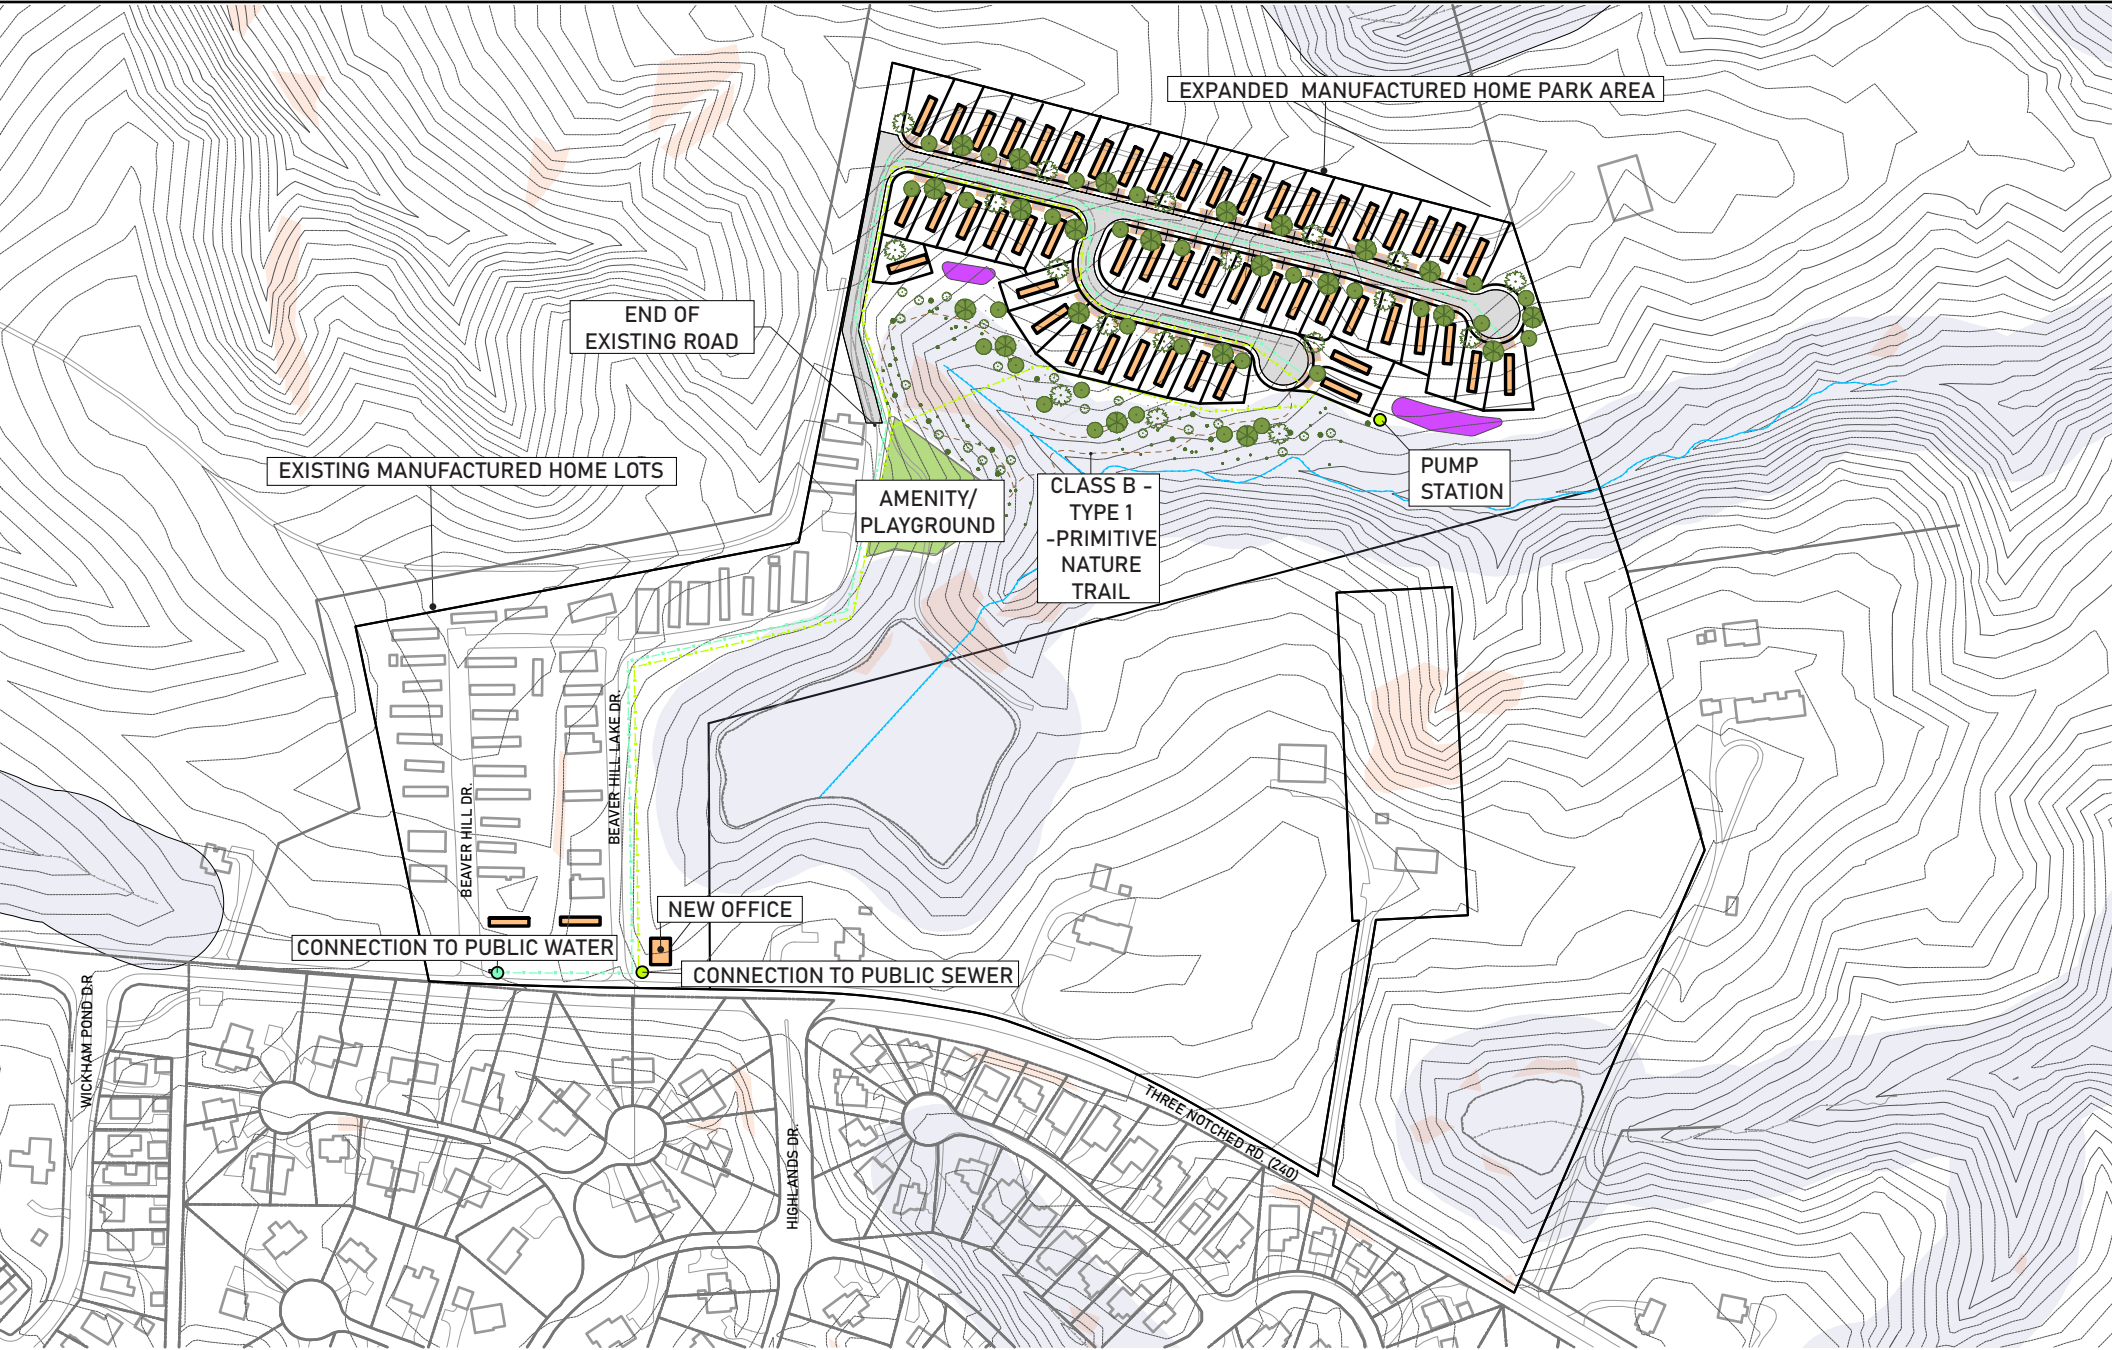 EXPANDED MANUFACTURED HOME PARK AREA
END OF
EXISTING ROAD
EXISTING MANUFACTURED HOME LOTS
AMENITY/
PLAYGROUND
CLASS B -
TYPE 1
-PRIMITIVE
NATURE
TRAIL
PUMP
STATION
BEAVER HILL DR.
BEAVER HILL LAKE DR.
NEW OFFICE
CONNECTION TO PUBLIC WATER
CONNECTION TO PUBLIC SEWER
WICKHAM POND D.R
HIGHLANDS DR.
THREE NOTCHED RD. (240)